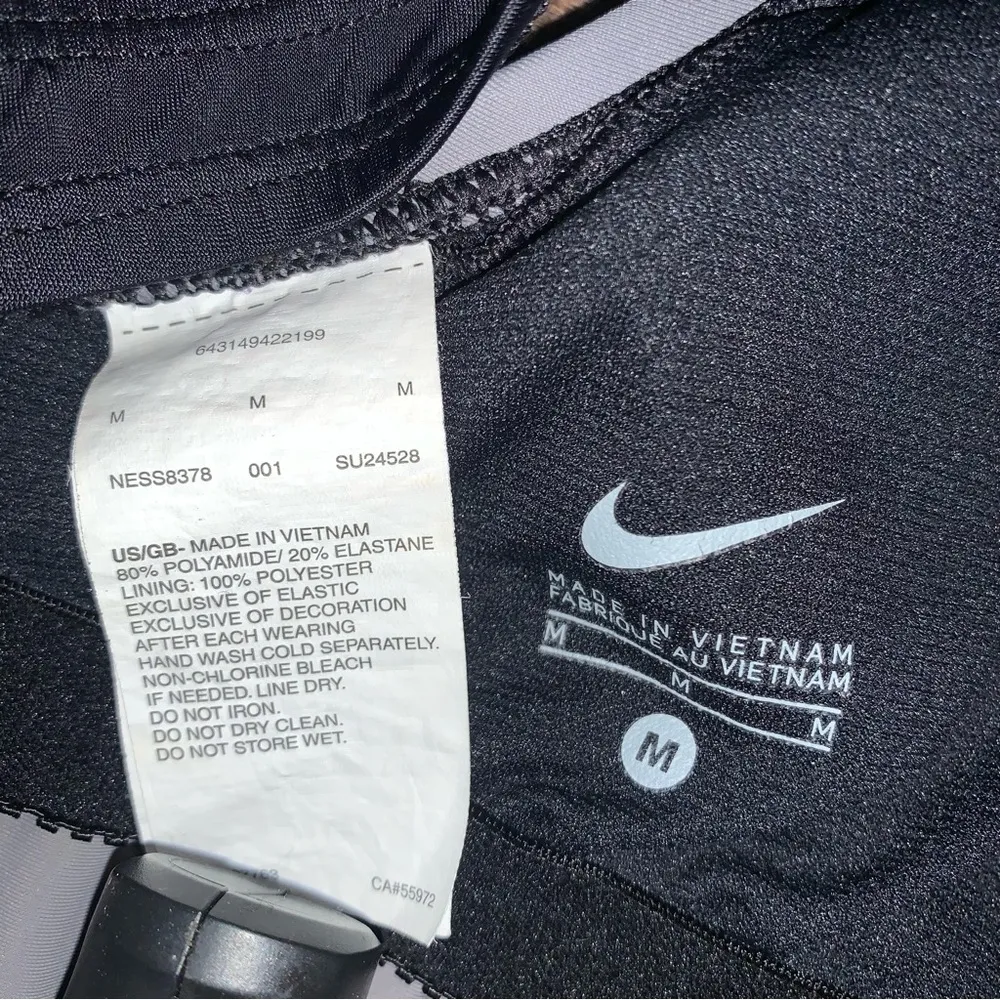 643149422199
M M M
NESS8378 001 SU24528
US/GB- MADE IN VIETNAM
80% POLYAMIDE/ 20% ELASTANE
LINING: 100% POLYESTER
EXCLUSIVE OF ELASTIC
EXCLUSIVE OF DECORATION
AFTER EACH WEARING
HAND WASH COLD SEPARATELY.
NON-CHLORINE BLEACH
IF NEEDED. LINE DRY.
DO NOT IRON.
DO NOT DRY CLEAN.
DO NOT STORE WET.
CA#55972
MADE IN VIETNAM
FABRIQUE AU VIETNAM
M M M
M